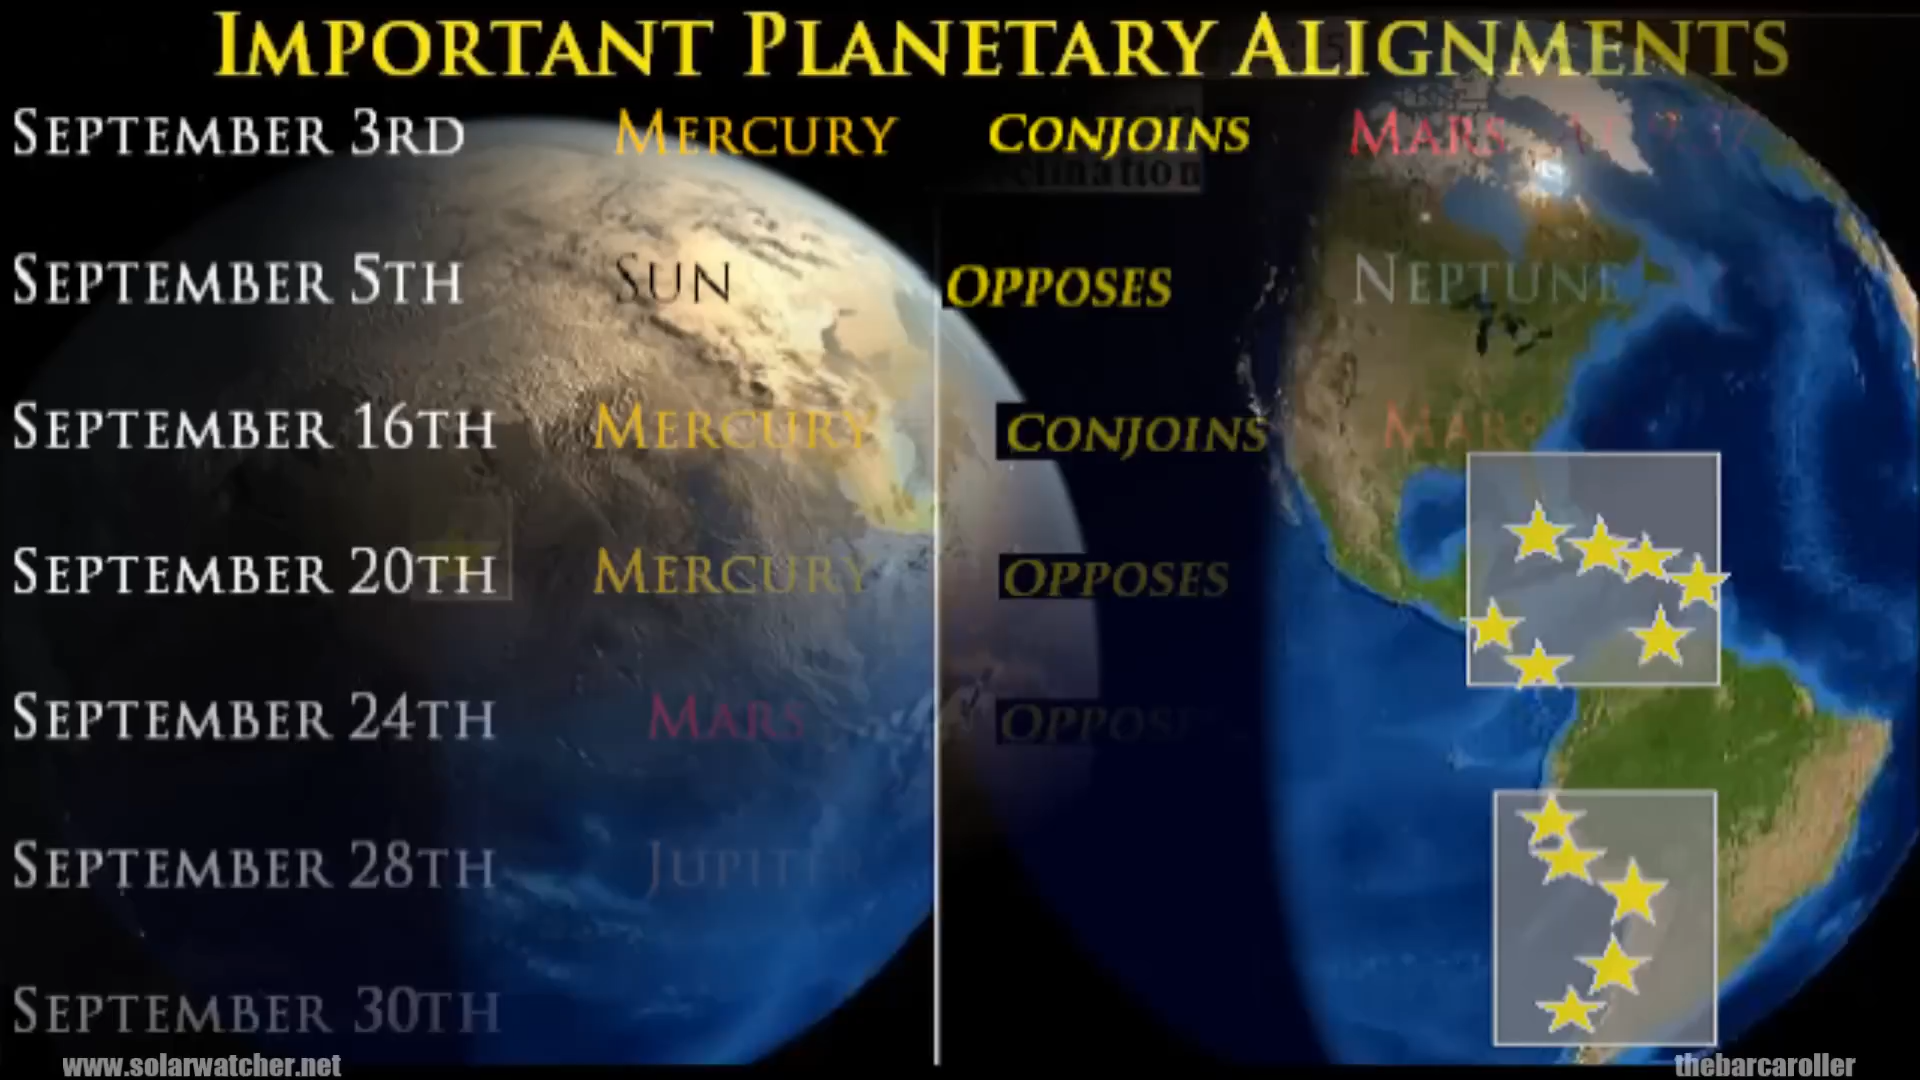 IMPORTANT PLANETARY ALIGNMENTS
SEPTEMBER 3RD MERCURY CONJOINS MARS
SEPTEMBER 5TH SUN OPPOSES NEPTUNE
SEPTEMBER 16TH MERCURY CONJOINS MARS
SEPTEMBER 20TH MERCURY OPPOSES
SEPTEMBER 24TH MARS
SEPTEMBER 28TH
SEPTEMBER 30TH
www.solarwatcher.net thebarcaroller